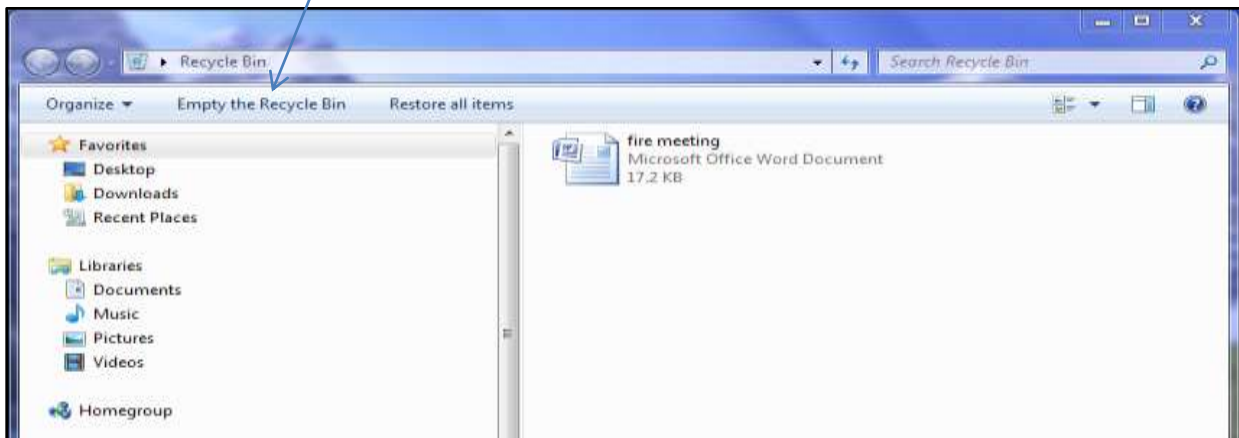 Recycle Bin
Search Recycle Bin
Organize
Empty the Recycle Bin
Restore all items
Favorites
Desktop
Downloads
Recent Places
Libraries
Documents
Music
Pictures
Videos
Homegroup
fire meeting
Microsoft Office Word Document
17.2 KB